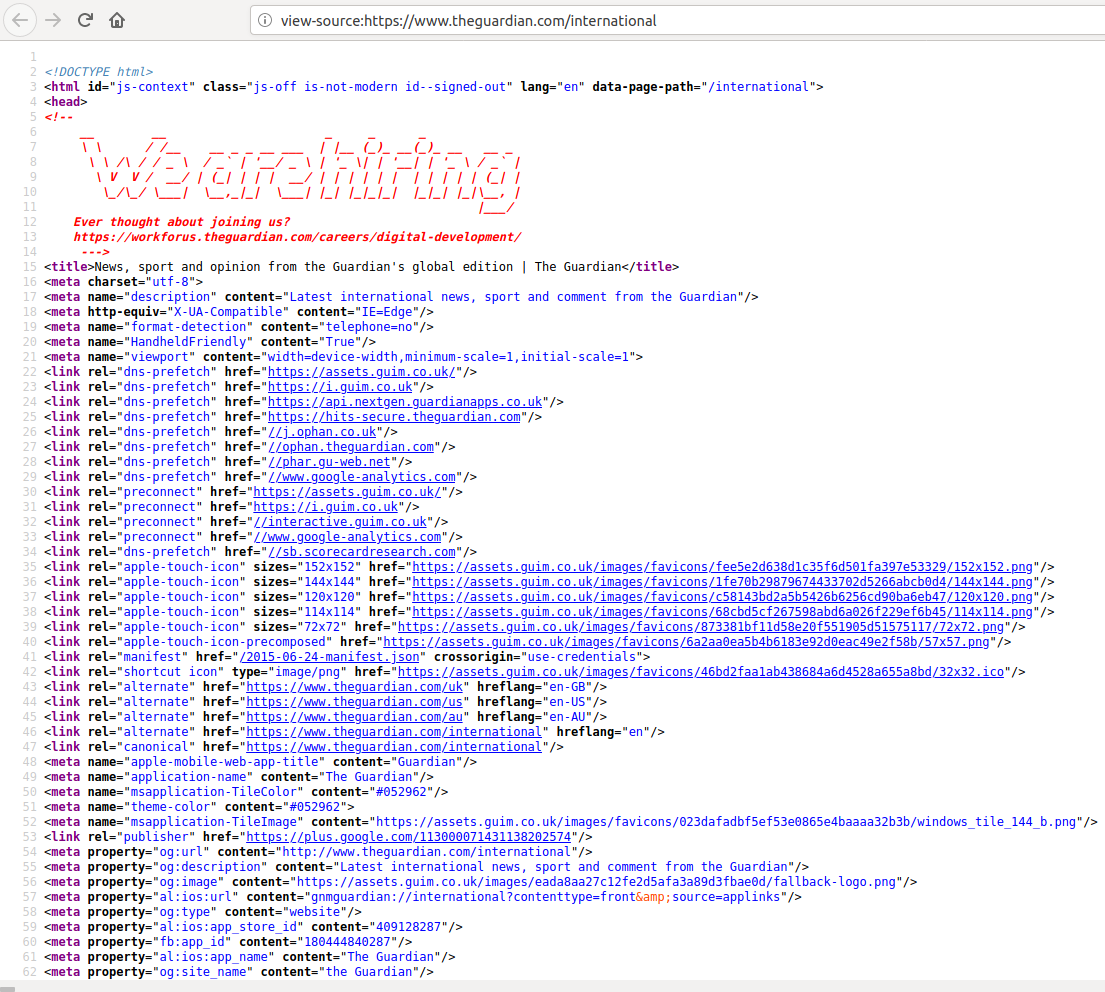 view-source:https://www.theguardian.com/international
1
2 <!DOCTYPE html>
3 <html id="js-context" class="js-off is-not-modern id--signed-out" lang="en" data-page-path="/international">
4 <head>
5 <!--
6      __        __                      _     _      _
7      \ \      / /__    __ _ _ __ ___  | |__ (_)_ __(_)_ __   __ _
8       \ \ /\ / / _ \  / _` | '__/ _ \ | '_ \| | '__| | '_ \ / _` |
9        \ V  V /  __/ | (_| | | |  __/ | | | | | |  | | | | | (_| |
10        \_/\_/ \___|  \__,_|_|  \___| |_| |_|_|_|  |_|_| |_|\__, |
11                                                            |___/
12 Ever thought about joining us?
13 https://workforus.theguardian.com/careers/digital-development/
14 --->
15 <title>News, sport and opinion from the Guardian's global edition | The Guardian</title>
16 <meta charset="utf-8">
17 <meta name="description" content="Latest international news, sport and comment from the Guardian"/>
18 <meta http-equiv="X-UA-Compatible" content="IE=Edge"/>
19 <meta name="format-detection" content="telephone=no"/>
20 <meta name="HandheldFriendly" content="True"/>
21 <meta name="viewport" content="width=device-width,minimum-scale=1,initial-scale=1">
22 <link rel="dns-prefetch" href="https://assets.guim.co.uk/"/>
23 <link rel="dns-prefetch" href="https://i.guim.co.uk"/>
24 <link rel="dns-prefetch" href="https://api.nextgen.guardianapps.co.uk"/>
25 <link rel="dns-prefetch" href="https://hits-secure.theguardian.com"/>
26 <link rel="dns-prefetch" href="//j.ophan.co.uk"/>
27 <link rel="dns-prefetch" href="//ophan.theguardian.com"/>
28 <link rel="dns-prefetch" href="//phar.gu-web.net"/>
29 <link rel="dns-prefetch" href="//www.google-analytics.com"/>
30 <link rel="preconnect" href="https://assets.guim.co.uk/"/>
31 <link rel="preconnect" href="https://i.guim.co.uk"/>
32 <link rel="preconnect" href="//interactive.guim.co.uk"/>
33 <link rel="preconnect" href="//www.google-analytics.com"/>
34 <link rel="dns-prefetch" href="//sb.scorecardresearch.com"/>
35 <link rel="apple-touch-icon" sizes="152x152" href="https://assets.guim.co.uk/images/favicons/fee5e2d638d1c35f6d501fa397e53329/152x152.png"/>
36 <link rel="apple-touch-icon" sizes="144x144" href="https://assets.guim.co.uk/images/favicons/1fe70b29879674433702d5266abcb0d4/144x144.png"/>
37 <link rel="apple-touch-icon" sizes="120x120" href="https://assets.guim.co.uk/images/favicons/c58143bd2a5b5426b6256cd90ba6eb47/120x120.png"/>
38 <link rel="apple-touch-icon" sizes="114x114" href="https://assets.guim.co.uk/images/favicons/68cbd5cf267598abd6a026f229ef6b45/114x114.png"/>
39 <link rel="apple-touch-icon" sizes="72x72" href="https://assets.guim.co.uk/images/favicons/873381bf11d58e20f551905d51575117/72x72.png"/>
40 <link rel="apple-touch-icon-precomposed" href="https://assets.guim.co.uk/images/favicons/6a2aa0ea5b4b6183e92d0eac49e2f58b/57x57.png"/>
41 <link rel="manifest" href="/2015-06-24-manifest.json" crossorigin="use-credentials">
42 <link rel="shortcut icon" type="image/png" href="https://assets.guim.co.uk/images/favicons/46bd2faa1ab438684a6d4528a655a8bd/32x32.ico"/>
43 <link rel="alternate" href="https://www.theguardian.com/uk" hreflang="en-GB"/>
44 <link rel="alternate" href="https://www.theguardian.com/us" hreflang="en-US"/>
45 <link rel="alternate" href="https://www.theguardian.com/au" hreflang="en-AU"/>
46 <link rel="alternate" href="https://www.theguardian.com/international" hreflang="en"/>
47 <link rel="canonical" href="https://www.theguardian.com/international"/>
48 <meta name="apple-mobile-web-app-title" content="Guardian"/>
49 <meta name="application-name" content="The Guardian"/>
50 <meta name="msapplication-TileColor" content="#052962"/>
51 <meta name="theme-color" content="#052962">
52 <meta name="msapplication-TileImage" content="https://assets.guim.co.uk/images/favicons/023dafadbf5ef53e0865e4baaaa32b3b/windows_tile_144_b.png"/>
53 <link rel="publisher" href="https://plus.google.com/113000071431138202574"/>
54 <meta property="og:url" content="http://www.theguardian.com/international"/>
55 <meta property="og:description" content="Latest international news, sport and comment from the Guardian"/>
56 <meta property="og:image" content="https://assets.guim.co.uk/images/eada8aa27c12fe2d5afa3a89d3fbae0d/fallback-logo.png"/>
57 <meta property="al:ios:url" content="gnmguardian://international?contenttype=front&amp;source=applinks"/>
58 <meta property="og:type" content="website"/>
59 <meta property="al:ios:app_store_id" content="409128287"/>
60 <meta property="fb:app_id" content="180444840287"/>
61 <meta property="al:ios:app_name" content="The Guardian"/>
62 <meta property="og:site_name" content="the Guardian"/>